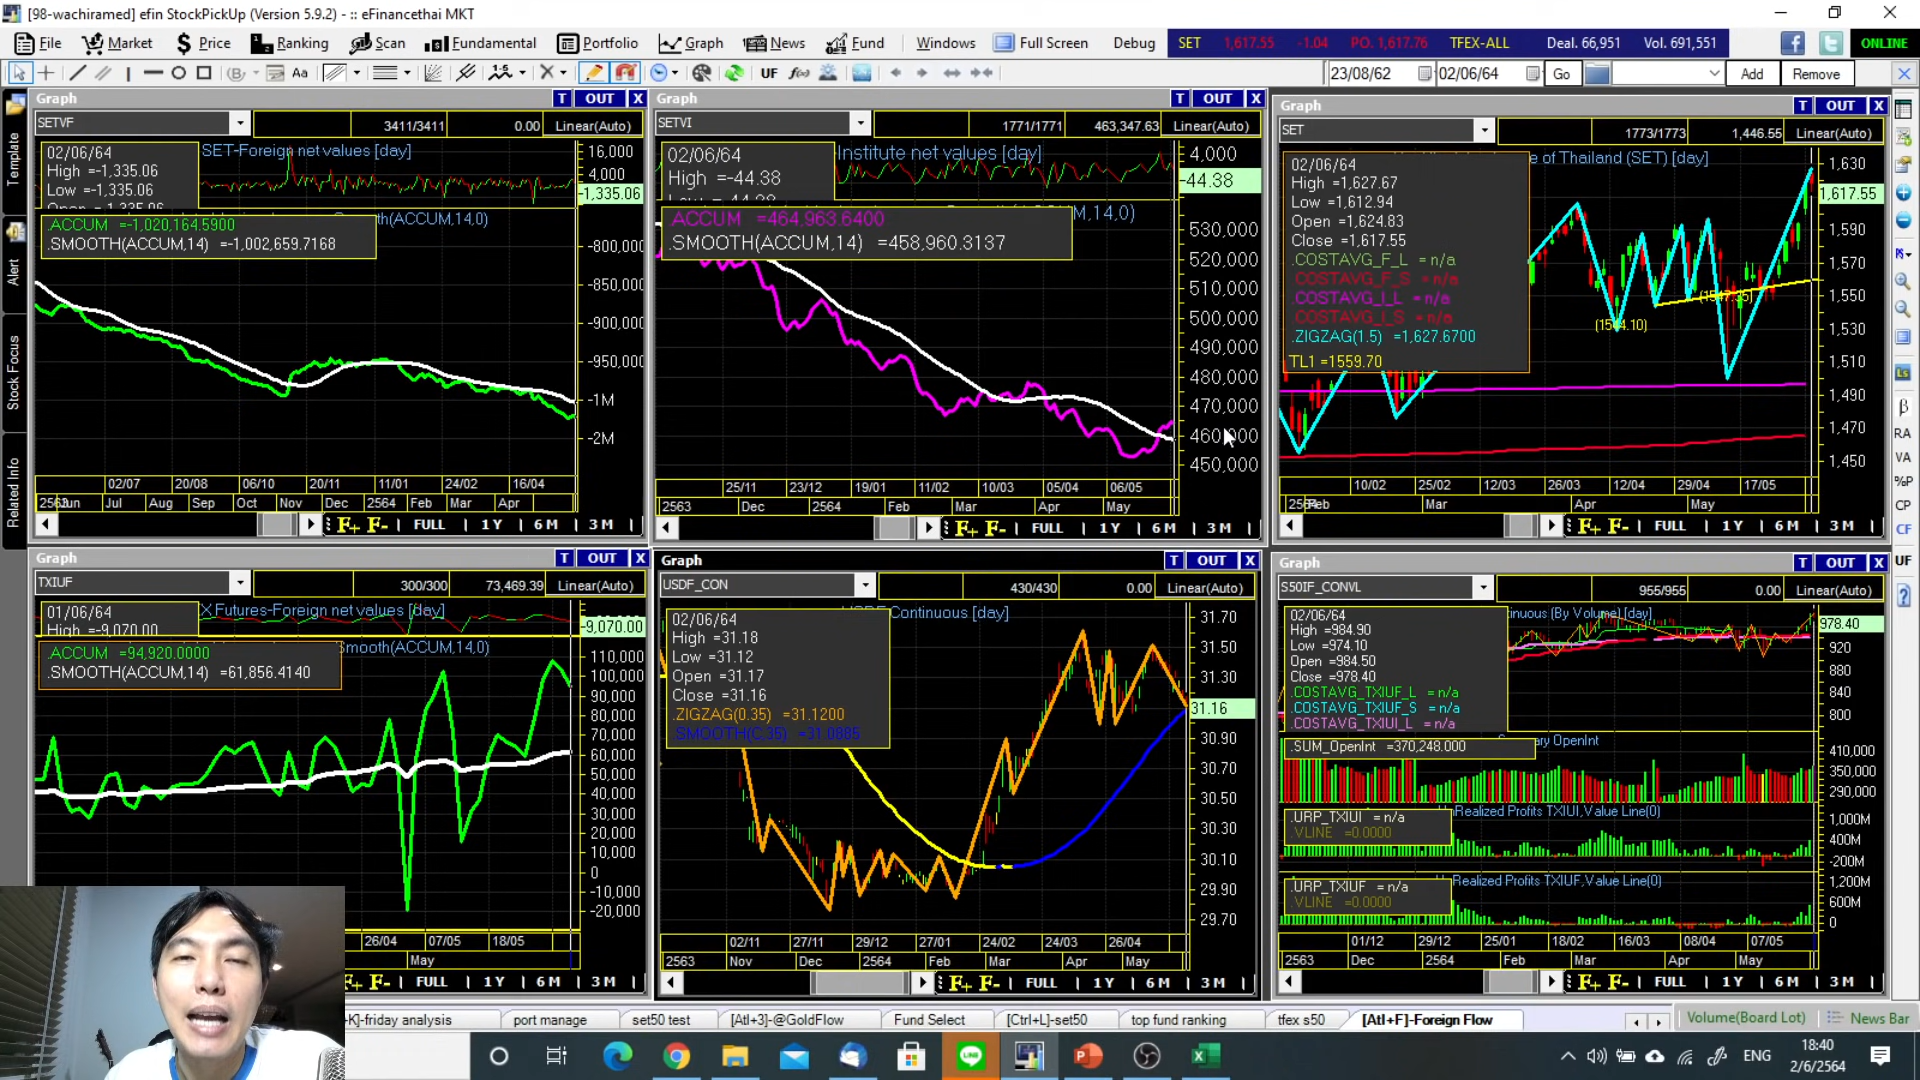 [98-wachiramed] efin StockPickUp (Version 5.9.2) - :: eFinancethai MKT
File Market Price Ranking Scan Fundamental Portfolio Graph News Fund Windows Full Screen Debug SET 1,617.55 -1.04 PO. 1,617.76 TFEX-ALL Deal. 66,951 Vol. 691,551 ONLINE
UF 23/08/62 02/06/64 Go Add Remove
Template
Alert
Stock Focus
Related Info
Graph T OUT X
SETVF 3411/3411 0.00 Linear(Auto)
SET-Foreign net values [day]
02/06/64
High =-1,335.06
Low =-1,335.06
16,000
4,000
-1,335.06
.ACCUM =-1,020,164.5900
.SMOOTH(ACCUM,14) =-1,002,659.7168
(ACCUM,14,0)
-800,000
-850,000
-900,000
-950,000
-1M
-2M
02/07 20/08 06/10 20/11 11/01 24/02 16/04
2563 Jun Jul Aug Sep Oct Nov Dec 2564 Feb Mar Apr
F+ F- FULL 1Y 6M 3M
Graph T OUT X
SETVI 1771/1771 463,347.63 Linear(Auto)
Institute net values [day]
02/06/64
High =-44.38
4,000
-44.38
ACCUM =464,963.6400
.SMOOTH(ACCUM,14) =458,960.3137
530,000
520,000
510,000
500,000
490,000
480,000
470,000
460,000
450,000
25/11 23/12 19/01 11/02 10/03 05/04 06/05
2563 Dec 2564 Feb Mar Apr May
F+ F- FULL 1Y 6M 3M
Graph T OUT X
SET 1773/1773 1,446.55 Linear(Auto)
e of Thailand (SET) [day]
02/06/64
High =1,627.67
Low =1,612.94
Open =1,624.83
Close =1,617.55
.COSTAVG_F_L = n/a
.COSTAVG_F_S = n/a
.COSTAVG_I_L = n/a
.COSTAVG_I_S = n/a
.ZIGZAG(1.5) =1,627.6700
TL1 =1559.70
(1547.35)
1,630
1,617.55
1,590
1,570
1,550
1,530
1,510
1,490
1,470
1,450
10/02 25/02 12/03 26/03 12/04 29/04 17/05
Feb Mar Apr May
F+ F- FULL 1Y 6M 3M
β
RA
VA
%P
CP
CF
UF
Graph T OUT X
TXIUF 300/300 73,469.39 Linear(Auto)
X Futures-Foreign net values [day]
01/06/64
High =-9,070.00
-9,070.00
.ACCUM =94,920.0000
.SMOOTH(ACCUM,14) =61,856.4140
mooth(ACCUM,14,0)
110,000
100,000
90,000
80,000
70,000
60,000
50,000
40,000
30,000
20,000
10,000
0
-10,000
-20,000
26/04 07/05 18/05
May
F- FULL 1Y 6M 3M
Graph T OUT X
USDF_CON 430/430 0.00 Linear(Auto)
USDF Continuous [day]
02/06/64
High =31.18
Low =31.12
Open =31.17
Close =31.16
.ZIGZAG(0.35) =31.1200
.SMOOTH(C,35) =31.0885
31.70
31.50
31.30
31.16
30.90
30.70
30.50
30.30
30.10
29.90
29.70
02/11 27/11 29/12 27/01 24/02 24/03 26/04
2563 Nov Dec 2564 Feb Mar Apr May
F+ F- FULL 1Y 6M 3M
Graph T OUT X
S50IF_CONVL 955/955 0.00 Linear(Auto)
nuous (By Volume) [day]
02/06/64
High =984.90
Low =974.10
Open =984.50
Close =978.40
.COSTAVG_TXIUF_L = n/a
.COSTAVG_TXIUF_S = n/a
.COSTAVG_TXIUI_L = n/a
978.40
920
880
840
800
.SUM_OpenInt =370,248.000
OpenInt
410,000
350,000
290,000
.URP_TXIUI = n/a
.VLINE =0.0000
Realized Profits TXIUI,Value Line(0)
1,000M
400M
-200M
.URP_TXIUF = n/a
.VLINE =0.0000
Realized Profits TXIUF,Value Line(0)
1,200M
600M
0
01/12 29/12 25/01 18/02 16/03 08/04 07/05
2563 Dec 2564 Feb Mar Apr May
F+ F- FULL 1Y 6M 3M
K]-friday analysis port manage set50 test [Atl+3]-@GoldFlow Fund Select [Ctrl+L]-set50 top fund ranking tfex s50 [Atl+F]-Foreign Flow Volume(Board Lot) News Bar
ENG 18:40
2/6/2564